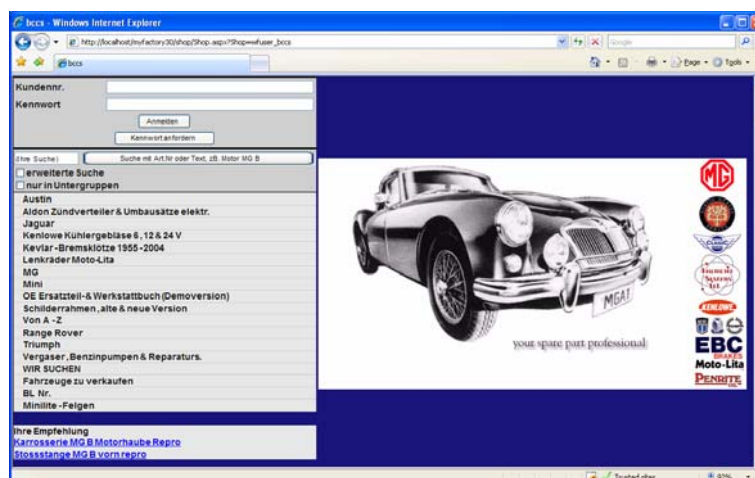 bccs - Windows Internet Explorer
http://localhost/myfactory30/shop/Shop.aspx?Shop=wfuser_bccs
Google
bccs
Page
Tools
Kundennr.
Kennwort
Anmelden
Kennwort anfordern
(Ihre Suche)
Suche mit Art.Nr oder Text, zB. Motor MG B
erweiterte Suche
nur in Untergruppen
Austin
Aldon Zündverteiler & Umbausätze elektr.
Jaguar
Kenlowe Kühlergebläse 6, 12 & 24 V
Kevlar-Bremsklötze 1955-2004
Lenkräder Moto-Lita
MG
Mini
OE Ersatzteil-& Werkstattbuch (Demoversion)
Schilderrahmen, alte & neue Version
Von A - Z
Range Rover
Triumph
Vergaser, Benzinpumpen & Reparaturs.
WIR SUCHEN
Fahrzeuge zu verkaufen
BL Nr.
Minilite-Felgen
Ihre Empfehlung
Karrosserie MG B Motorhaube Repro
Stossstange MG B vorn repro
MGA1
your spare part professional
MG
CLASSIC
KENLOWE
EBC
BRAKES
Moto-Lita
PENRITE
OIL
Trusted sites